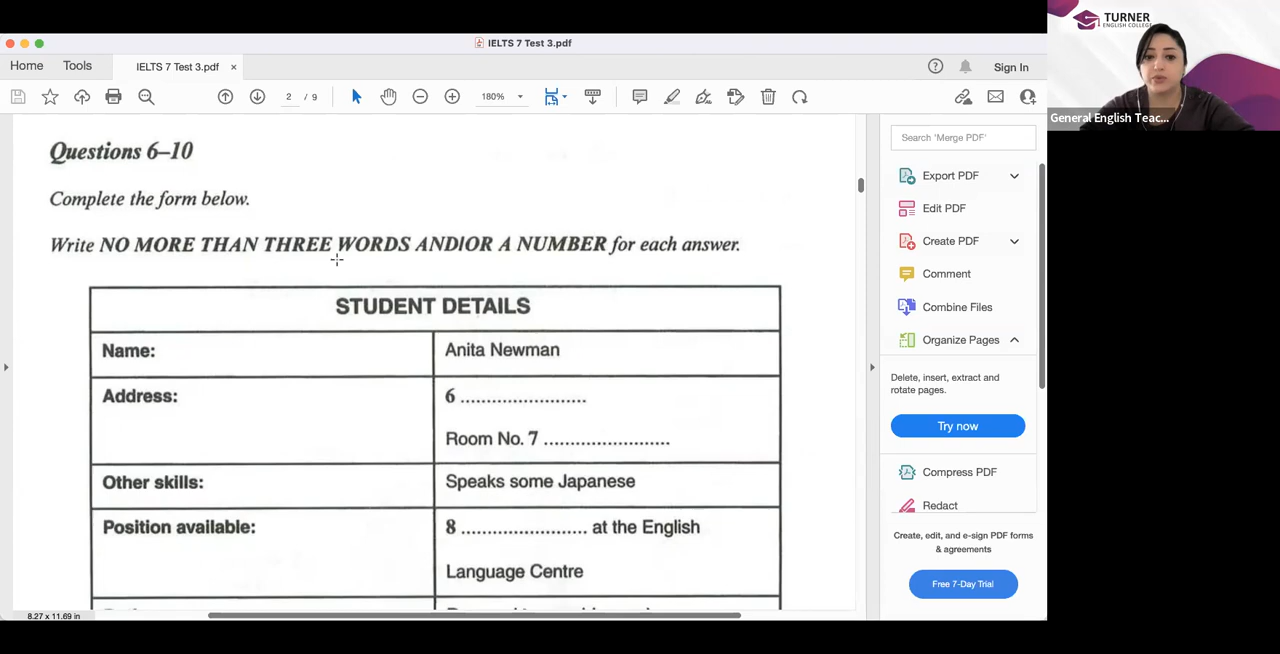 TURNER
ENGLISH COLLEGE
IELTS 7 Test 3.pdf
Home Tools IELTS 7 Test 3.pdf × Sign In
2 / 9 180%
General English Teac...
Questions 6–10
Complete the form below.
Write NO MORE THAN THREE WORDS AND/OR A NUMBER for each answer.
STUDENT DETAILS
Name: Anita Newman
Address: 6 ........................
Room No. 7 ........................
Other skills: Speaks some Japanese
Position available: 8 ........................ at the English
Language Centre
8.27 x 11.69 in
Search 'Merge PDF'
Export PDF
Edit PDF
Create PDF
Comment
Combine Files
Organize Pages
Delete, insert, extract and
rotate pages.
Try now
Compress PDF
Redact
Create, edit, and e-sign PDF forms
& agreements
Free 7-Day Trial